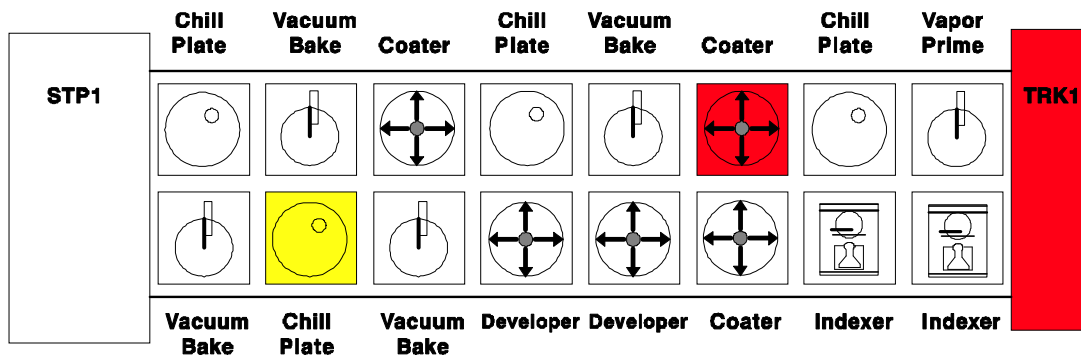 Chill Plate
Vacuum Bake
Coater
Chill Plate
Vacuum Bake
Coater
Chill Plate
Vapor Prime
STP1
TRK1
Vacuum Bake
Chill Plate
Vacuum Bake
Developer
Developer
Coater
Indexer
Indexer